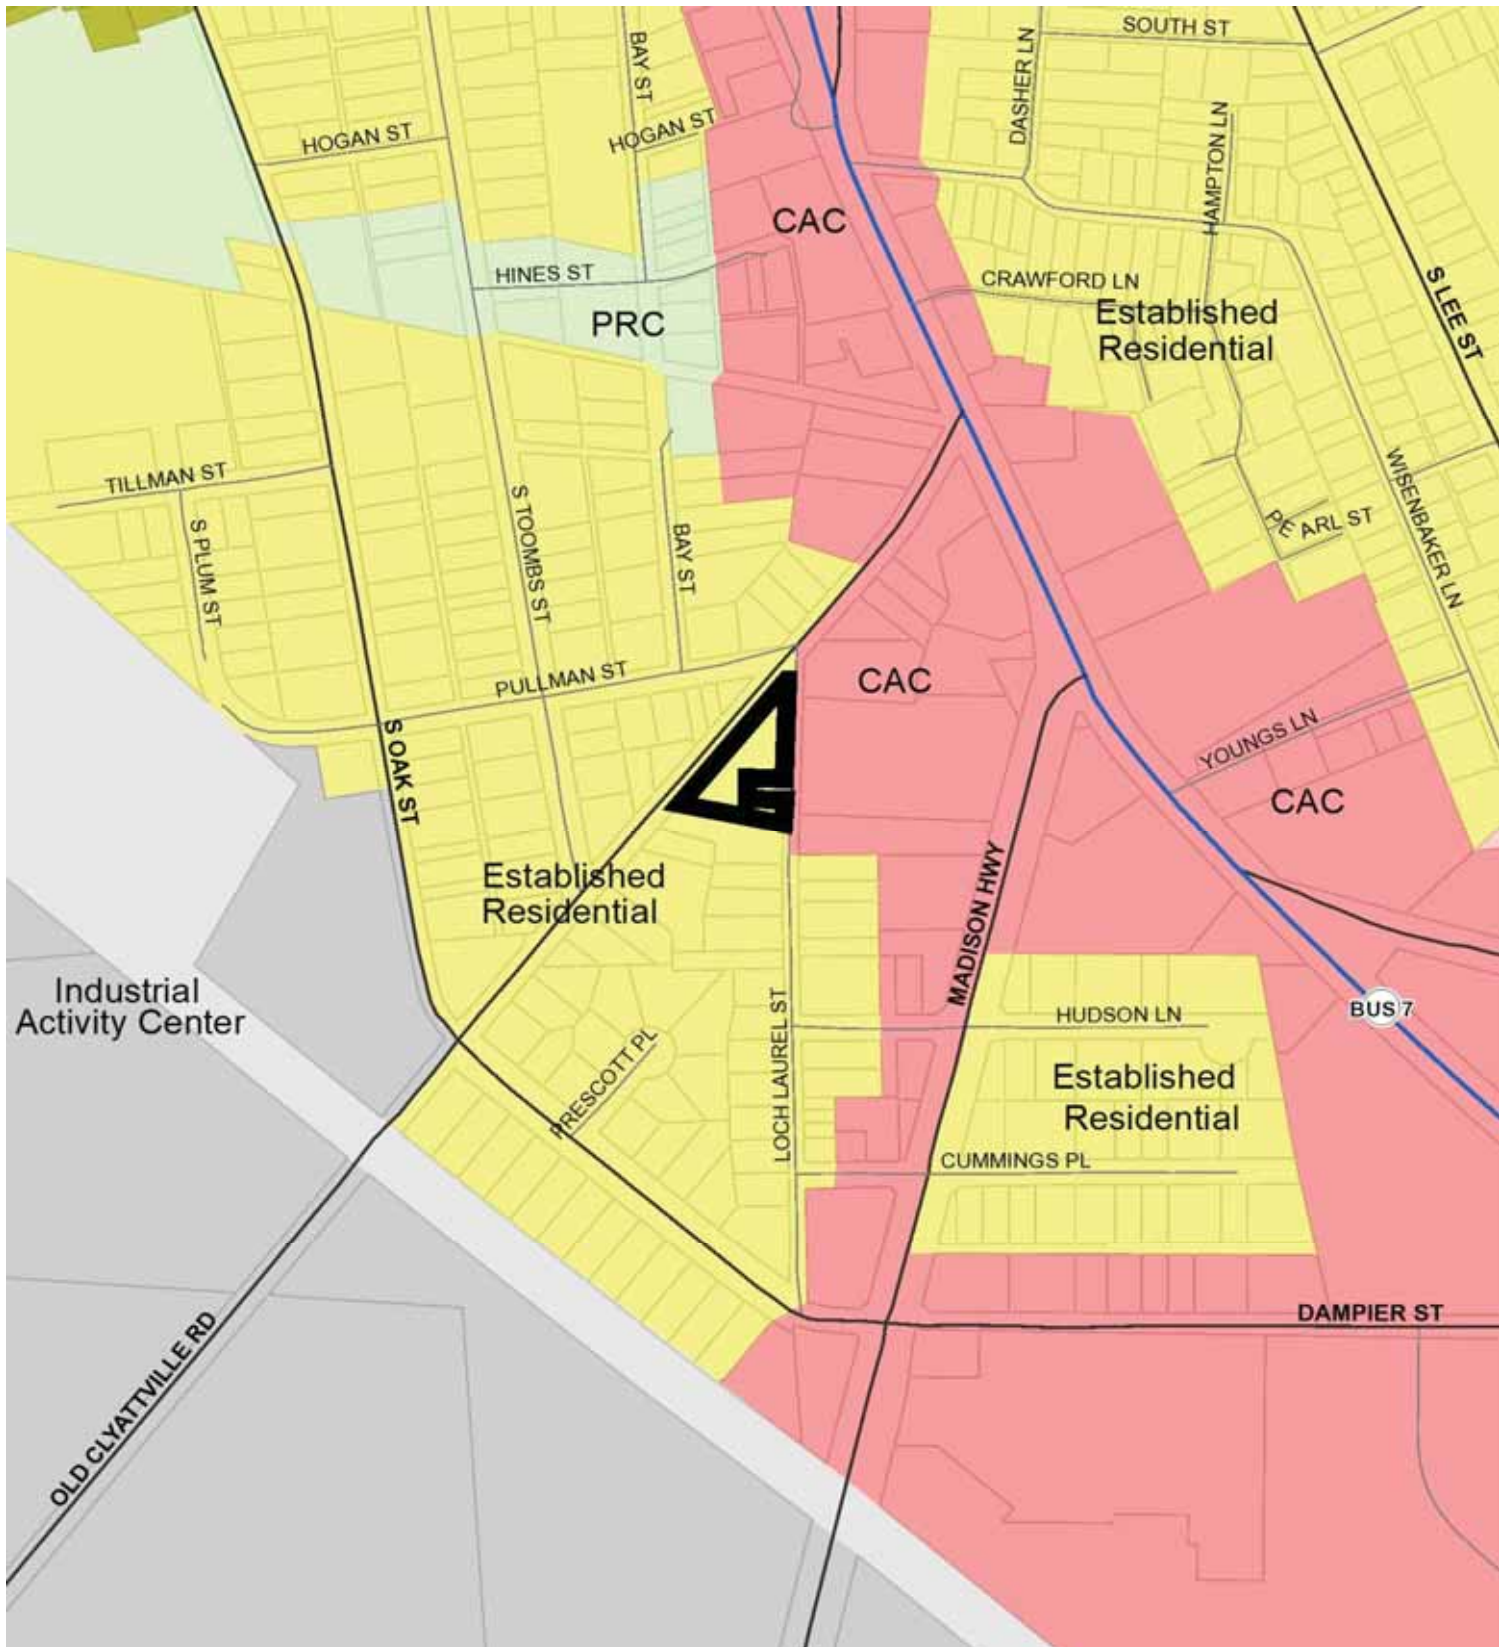 SOUTH ST
BAY ST
DASHER LN
HOGAN ST
HOGAN ST
HAMPTON LN
CAC
HINES ST
CRAWFORD LN
S LEE ST
PRC
Established
Residential
TILLMAN ST
WISENBAKER LN
S PLUM ST
S TOOMBS ST
BAY ST
PE ARL ST
PULLMAN ST
CAC
S OAK ST
YOUNGS LN
CAC
MADISON HWY
Established
Residential
Industrial
Activity Center
LOCH LAUREL ST
BUS 7
HUDSON LN
PRESCOTT PL
Established
Residential
CUMMINGS PL
DAMPIER ST
OLD CLYATTVILLE RD